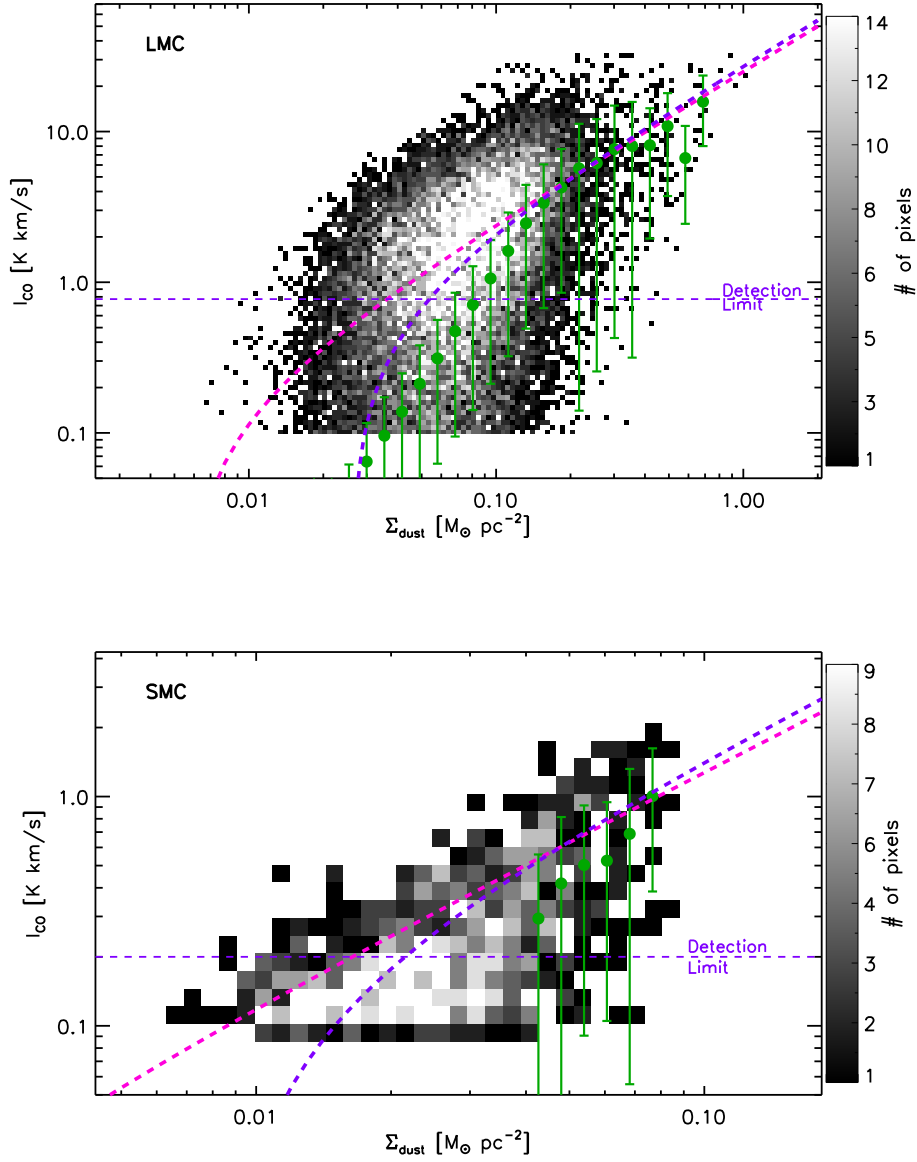 LMC
I_CO [K km/s]
10.0
1.0
0.1
Detection
Limit
0.01
0.10
1.00
Σ_dust [M_⊙ pc^-2]
14
12
10
8
6
5
3
1
# of pixels
SMC
I_CO [K km/s]
1.0
0.1
Detection
Limit
0.01
0.10
Σ_dust [M_⊙ pc^-2]
9
8
7
6
5
4
3
2
1
# of pixels